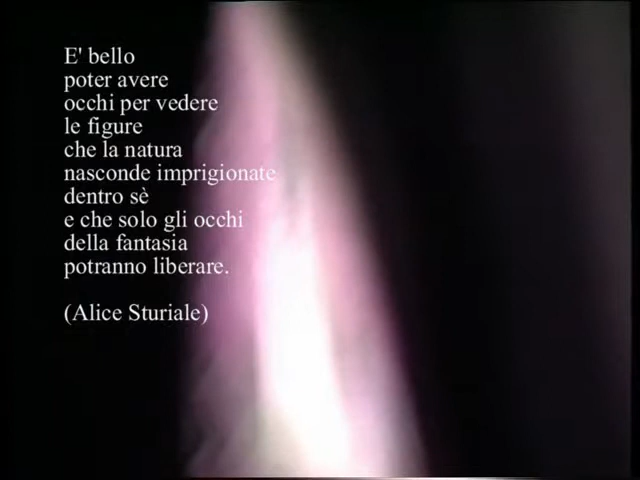 E' bello
poter avere
occhi per vedere
le figure
che la natura
nasconde imprigionate
dentro sè
e che solo gli occhi
della fantasia
potranno liberare.
(Alice Sturiale)